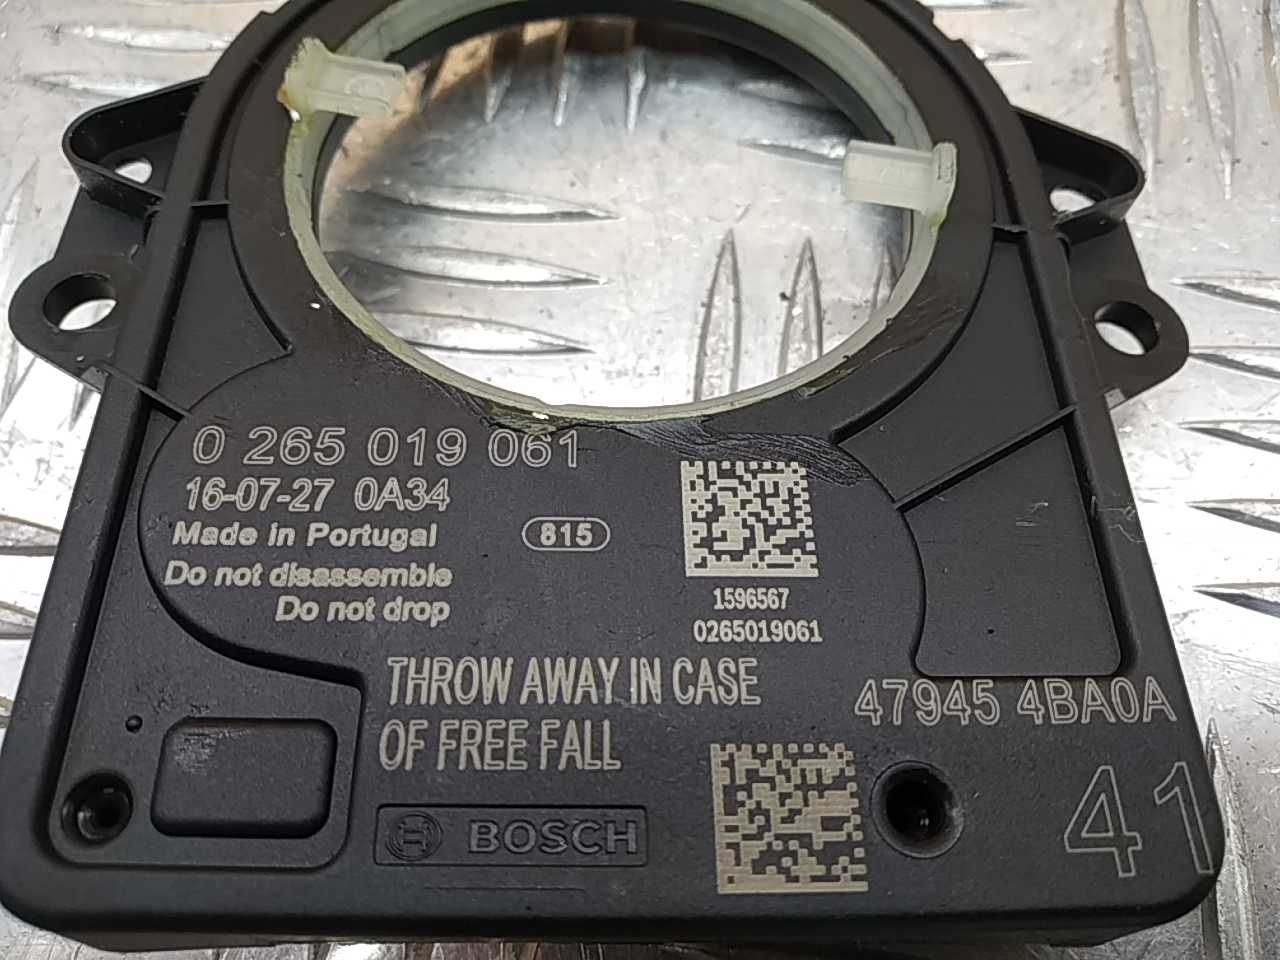 0 265 019 061
16-07-27 0A34
Made in Portugal
815
Do not disassemble
Do not drop
1596567
0265019061
THROW AWAY IN CASE
OF FREE FALL
47945 4BA0A
41
BOSCH